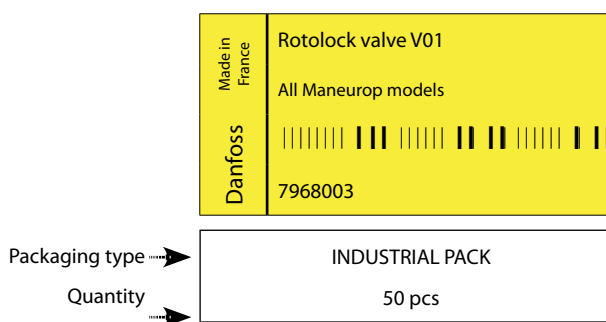 Made in
France
Danfoss
Rotolock valve V01
All Maneurop models
7968003
Packaging type
INDUSTRIAL PACK
Quantity
50 pcs